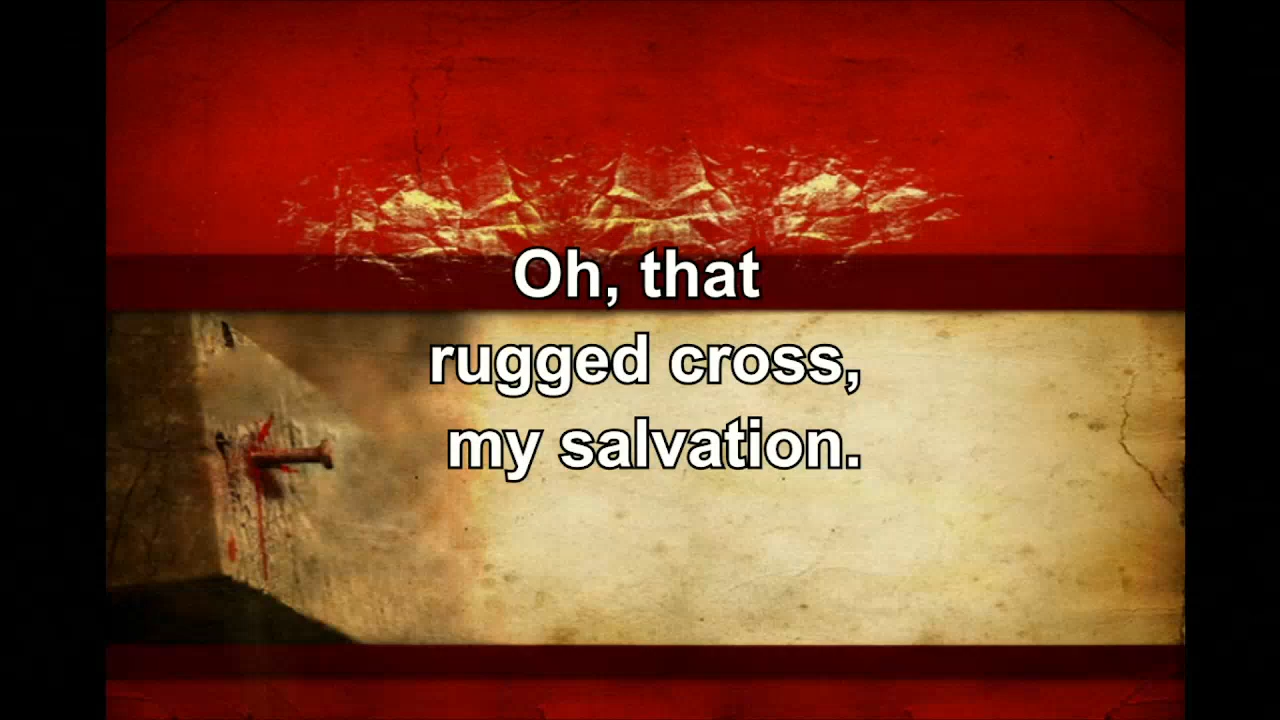 Oh, that
rugged cross,
my salvation.